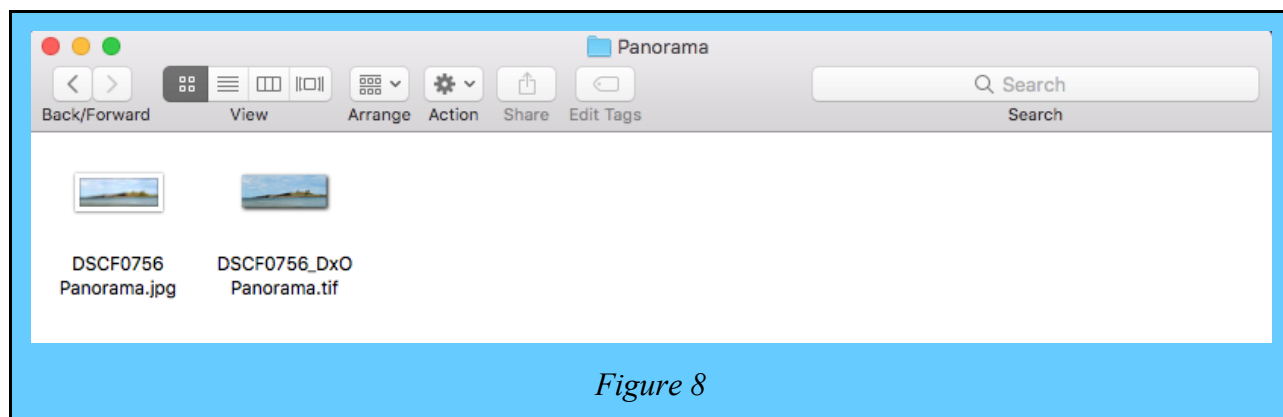 Panorama
Search
Back/Forward View Arrange Action Share Edit Tags Search
DSCF0756 DSCF0756_DxO
Panorama.jpg Panorama.tif
Figure 8